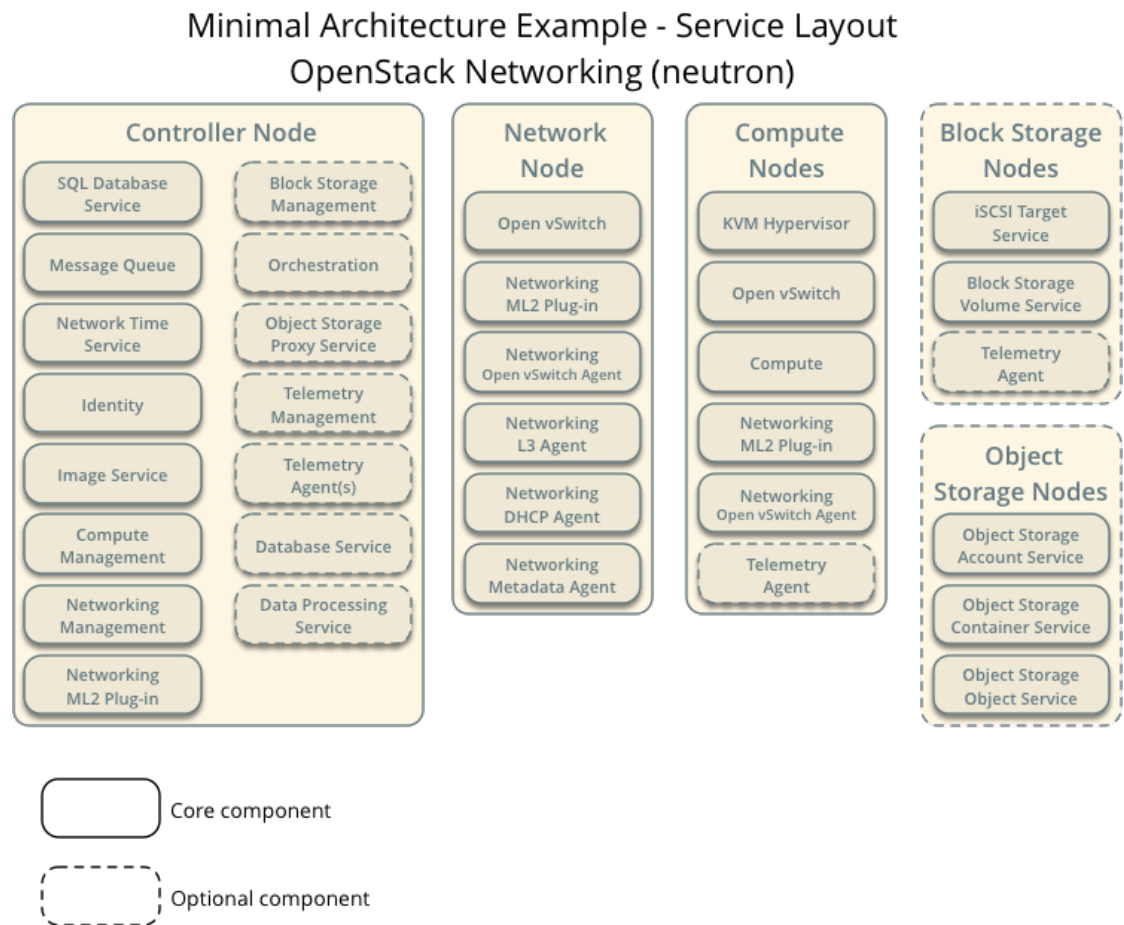 Minimal Architecture Example - Service Layout
OpenStack Networking (neutron)
Controller Node
SQL Database
Service
Message Queue
Network Time
Service
Identity
Image Service
Compute
Management
Networking
Management
Networking
ML2 Plug-in
Block Storage
Management
Orchestration
Object Storage
Proxy Service
Telemetry
Management
Telemetry
Agent(s)
Database Service
Data Processing
Service
Network
Node
Open vSwitch
Networking
ML2 Plug-in
Networking
Open vSwitch Agent
Networking
L3 Agent
Networking
DHCP Agent
Networking
Metadata Agent
Compute
Nodes
KVM Hypervisor
Open vSwitch
Compute
Networking
ML2 Plug-in
Networking
Open vSwitch Agent
Telemetry
Agent
Block Storage
Nodes
iSCSI Target
Service
Block Storage
Volume Service
Telemetry
Agent
Object
Storage Nodes
Object Storage
Account Service
Object Storage
Container Service
Object Storage
Object Service
Core component
Optional component